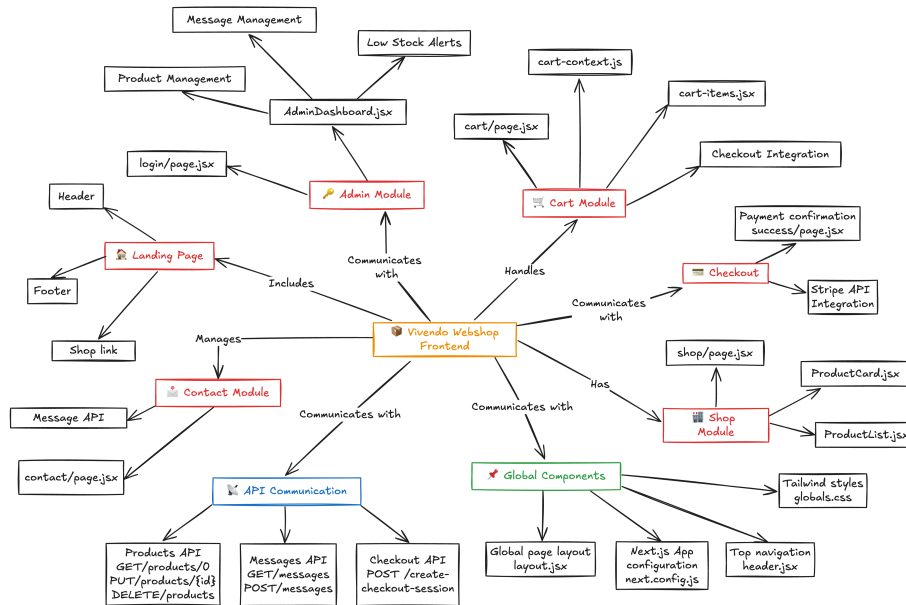 Message Management
Low Stock Alerts
Product Management
AdminDashboard.jsx
login/page.jsx
🔑 Admin Module
Header
🏠 Landing Page
Footer
Shop link
Communicates
with
Includes
Manages
📩 Contact Module
Message API
contact/page.jsx
📦 Vivendo Webshop
Frontend
cart-context.js
cart-items.jsx
cart/page.jsx
Checkout Integration
🛒 Cart Module
Handles
Payment confirmation
success/page.jsx
💳 Checkout
Stripe API
Integration
Communicates
with
shop/page.jsx
ProductCard.jsx
Has
🏬 Shop
Module
ProductList.jsx
Communicates with
📡 API Communication
Products API
GET/products/0
PUT/products/{id}
DELETE/products
Messages API
GET/messages
POST/messages
Checkout API
POST /create-
checkout-session
Communicates with
📌 Global Components
Tailwind styles
globals.css
Global page layout
layout.jsx
Next.js App
configuration
next.config.js
Top navigation
header.jsx